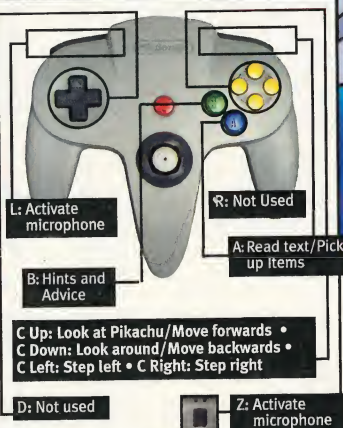 L: Activate
microphone
R: Not Used
A: Read text/Pick
up Items
B: Hints and
Advice
C Up: Look at Pikachu/Move forwards •
C Down: Look around/Move backwards •
C Left: Step left • C Right: Step right
D: Not used
Z: Activate
microphone